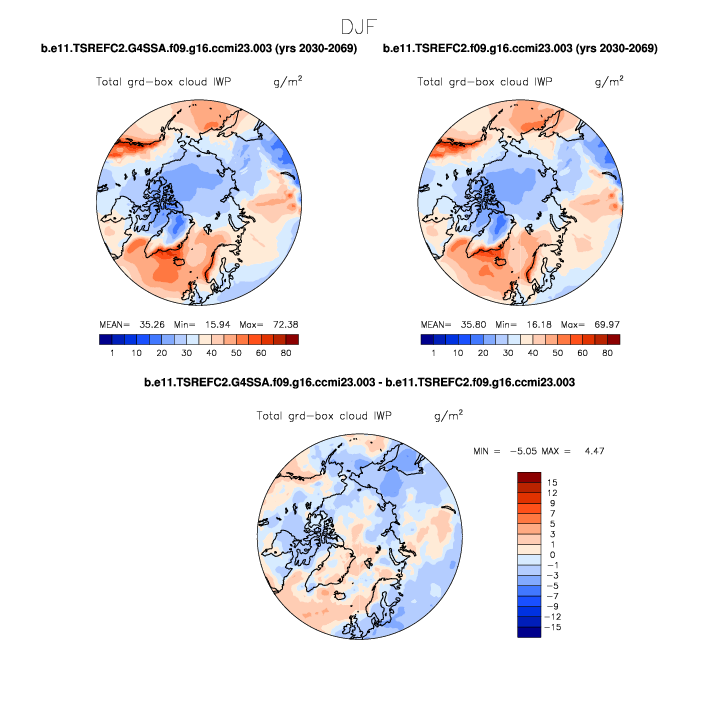 DJF
b.e11.TSREFC2.G4SSA.f09.g16.ccmi23.003 (yrs 2030-2069) b.e11.TSREFC2.f09.g16.ccmi23.003 (yrs 2030-2069)
Total grd-box cloud IWP g/m² Total grd-box cloud IWP g/m²
MEAN= 35.26 Min= 15.94 Max= 72.38 MEAN= 35.80 Min= 16.18 Max= 69.97
1 10 20 30 40 50 60 80 1 10 20 30 40 50 60 80
b.e11.TSREFC2.G4SSA.f09.g16.ccmi23.003 - b.e11.TSREFC2.f09.g16.ccmi23.003
Total grd-box cloud IWP g/m²
MIN = -5.05 MAX = 4.47
15
12
9
7
5
3
1
0
-1
-3
-5
-7
-9
-12
-15